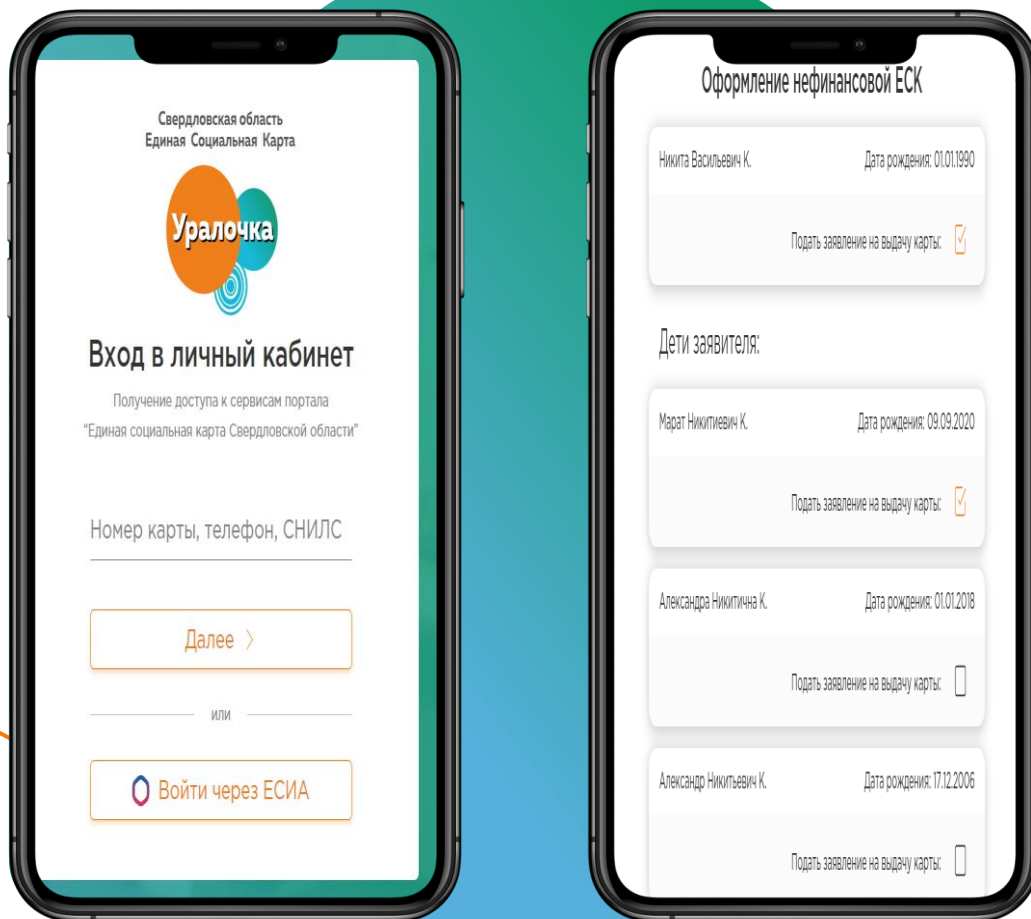 Свердловская область
Единая Социальная Карта
Уралочка
Вход в личный кабинет
Получение доступа к сервисам портала
"Единая социальная карта Свердловской области"
Номер карты, телефон, СНИЛС
Далее >
или
Войти через ЕСИА
Оформление нефинансовой ЕСК
Никита Васильевич К. Дата рождения: 01.01.1990
Подать заявление на выдачу карты:
Дети заявителя:
Марат Никитиевич К. Дата рождения: 09.09.2020
Подать заявление на выдачу карты:
Александра Никитична К. Дата рождения: 01.01.2018
Подать заявление на выдачу карты:
Александр Никитьевич К. Дата рождения: 17.12.2006
Подать заявление на выдачу карты: